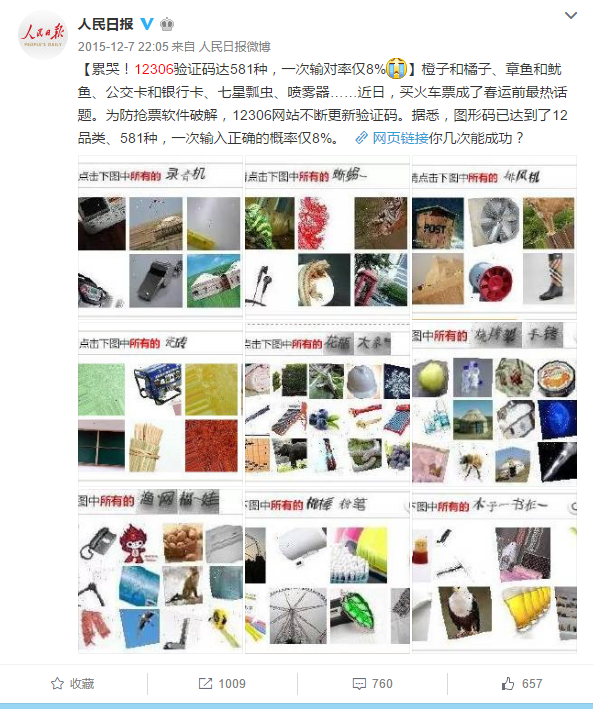 人民日报
PEOPLE'S DAILY
人民日报
2015-12-7 22:05 来自 人民日报微博
【累哭！12306验证码达581种，一次输对率仅8%】橙子和橘子、章鱼和鱿
鱼、公交卡和银行卡、七星瓢虫、喷雾器……近日，买火车票成了春运前最热话
题。为防抢票软件破解，12306网站不断更新验证码。据悉，图形码已达到了12
品类、581种，一次输入正确的概率仅8%。 网页链接你几次能成功？
点击下图中所有的 录音机
点击下图中所有的 蜥蜴
点击下图中所有的 排风机
POST
点击下图中所有的
点击下图中所有的 花瓶
图中所有的 烧烤架 手铐
图中所有的 渔网 福娃
下图中所有的 棉棒 粉笔
下图中所有的 本子 书柜
收藏
1009
760
657